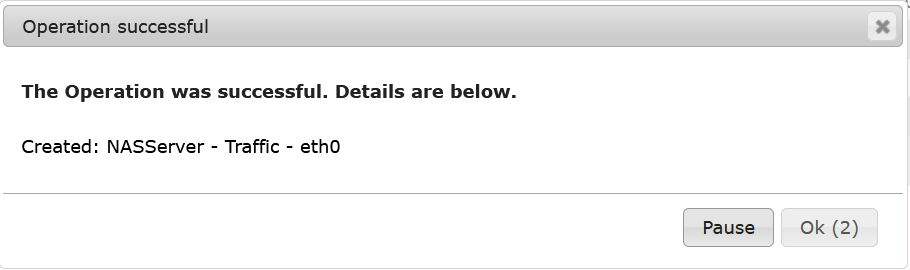 Operation successful
The Operation was successful. Details are below.
Created: NASServer - Traffic - eth0
Pause Ok (2)